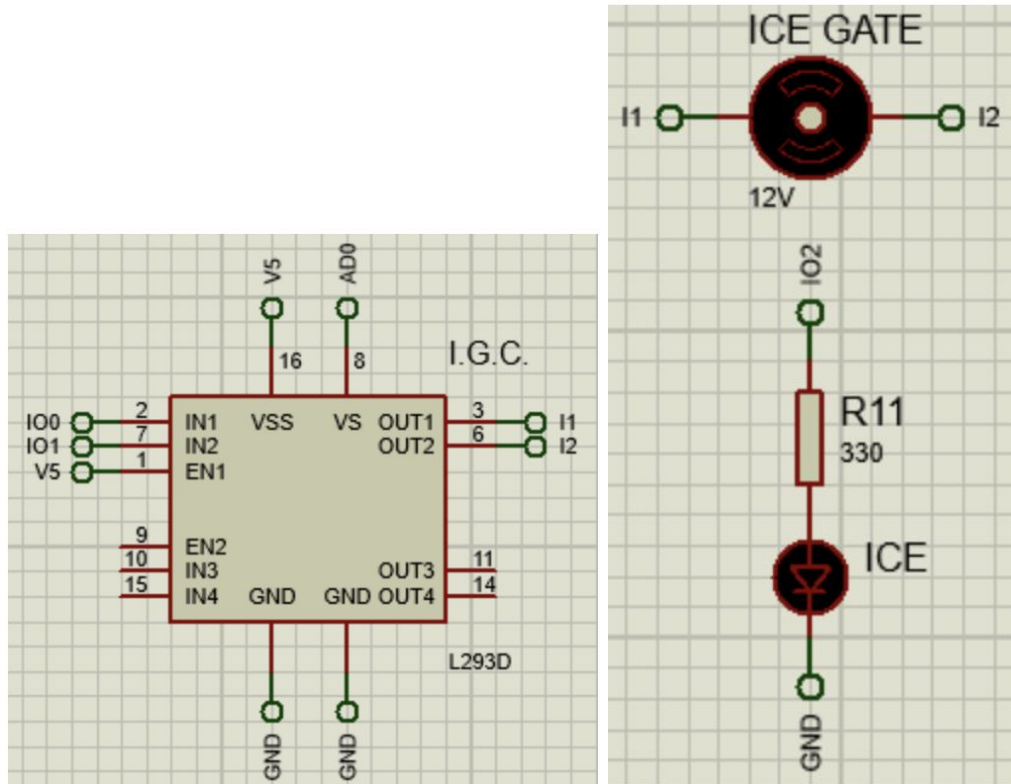 ICE GATE
I1
I2
12V
V5
AD0
16
8
I.G.C.
IO0 2 IN1 VSS VS OUT1 3 I1
IO1 7 IN2 OUT2 6 I2
V5 1 EN1
9 EN2
10 IN3 OUT3 11
15 IN4 GND GND OUT4 14
L293D
GND
GND
IO2
R11
330
ICE
GND